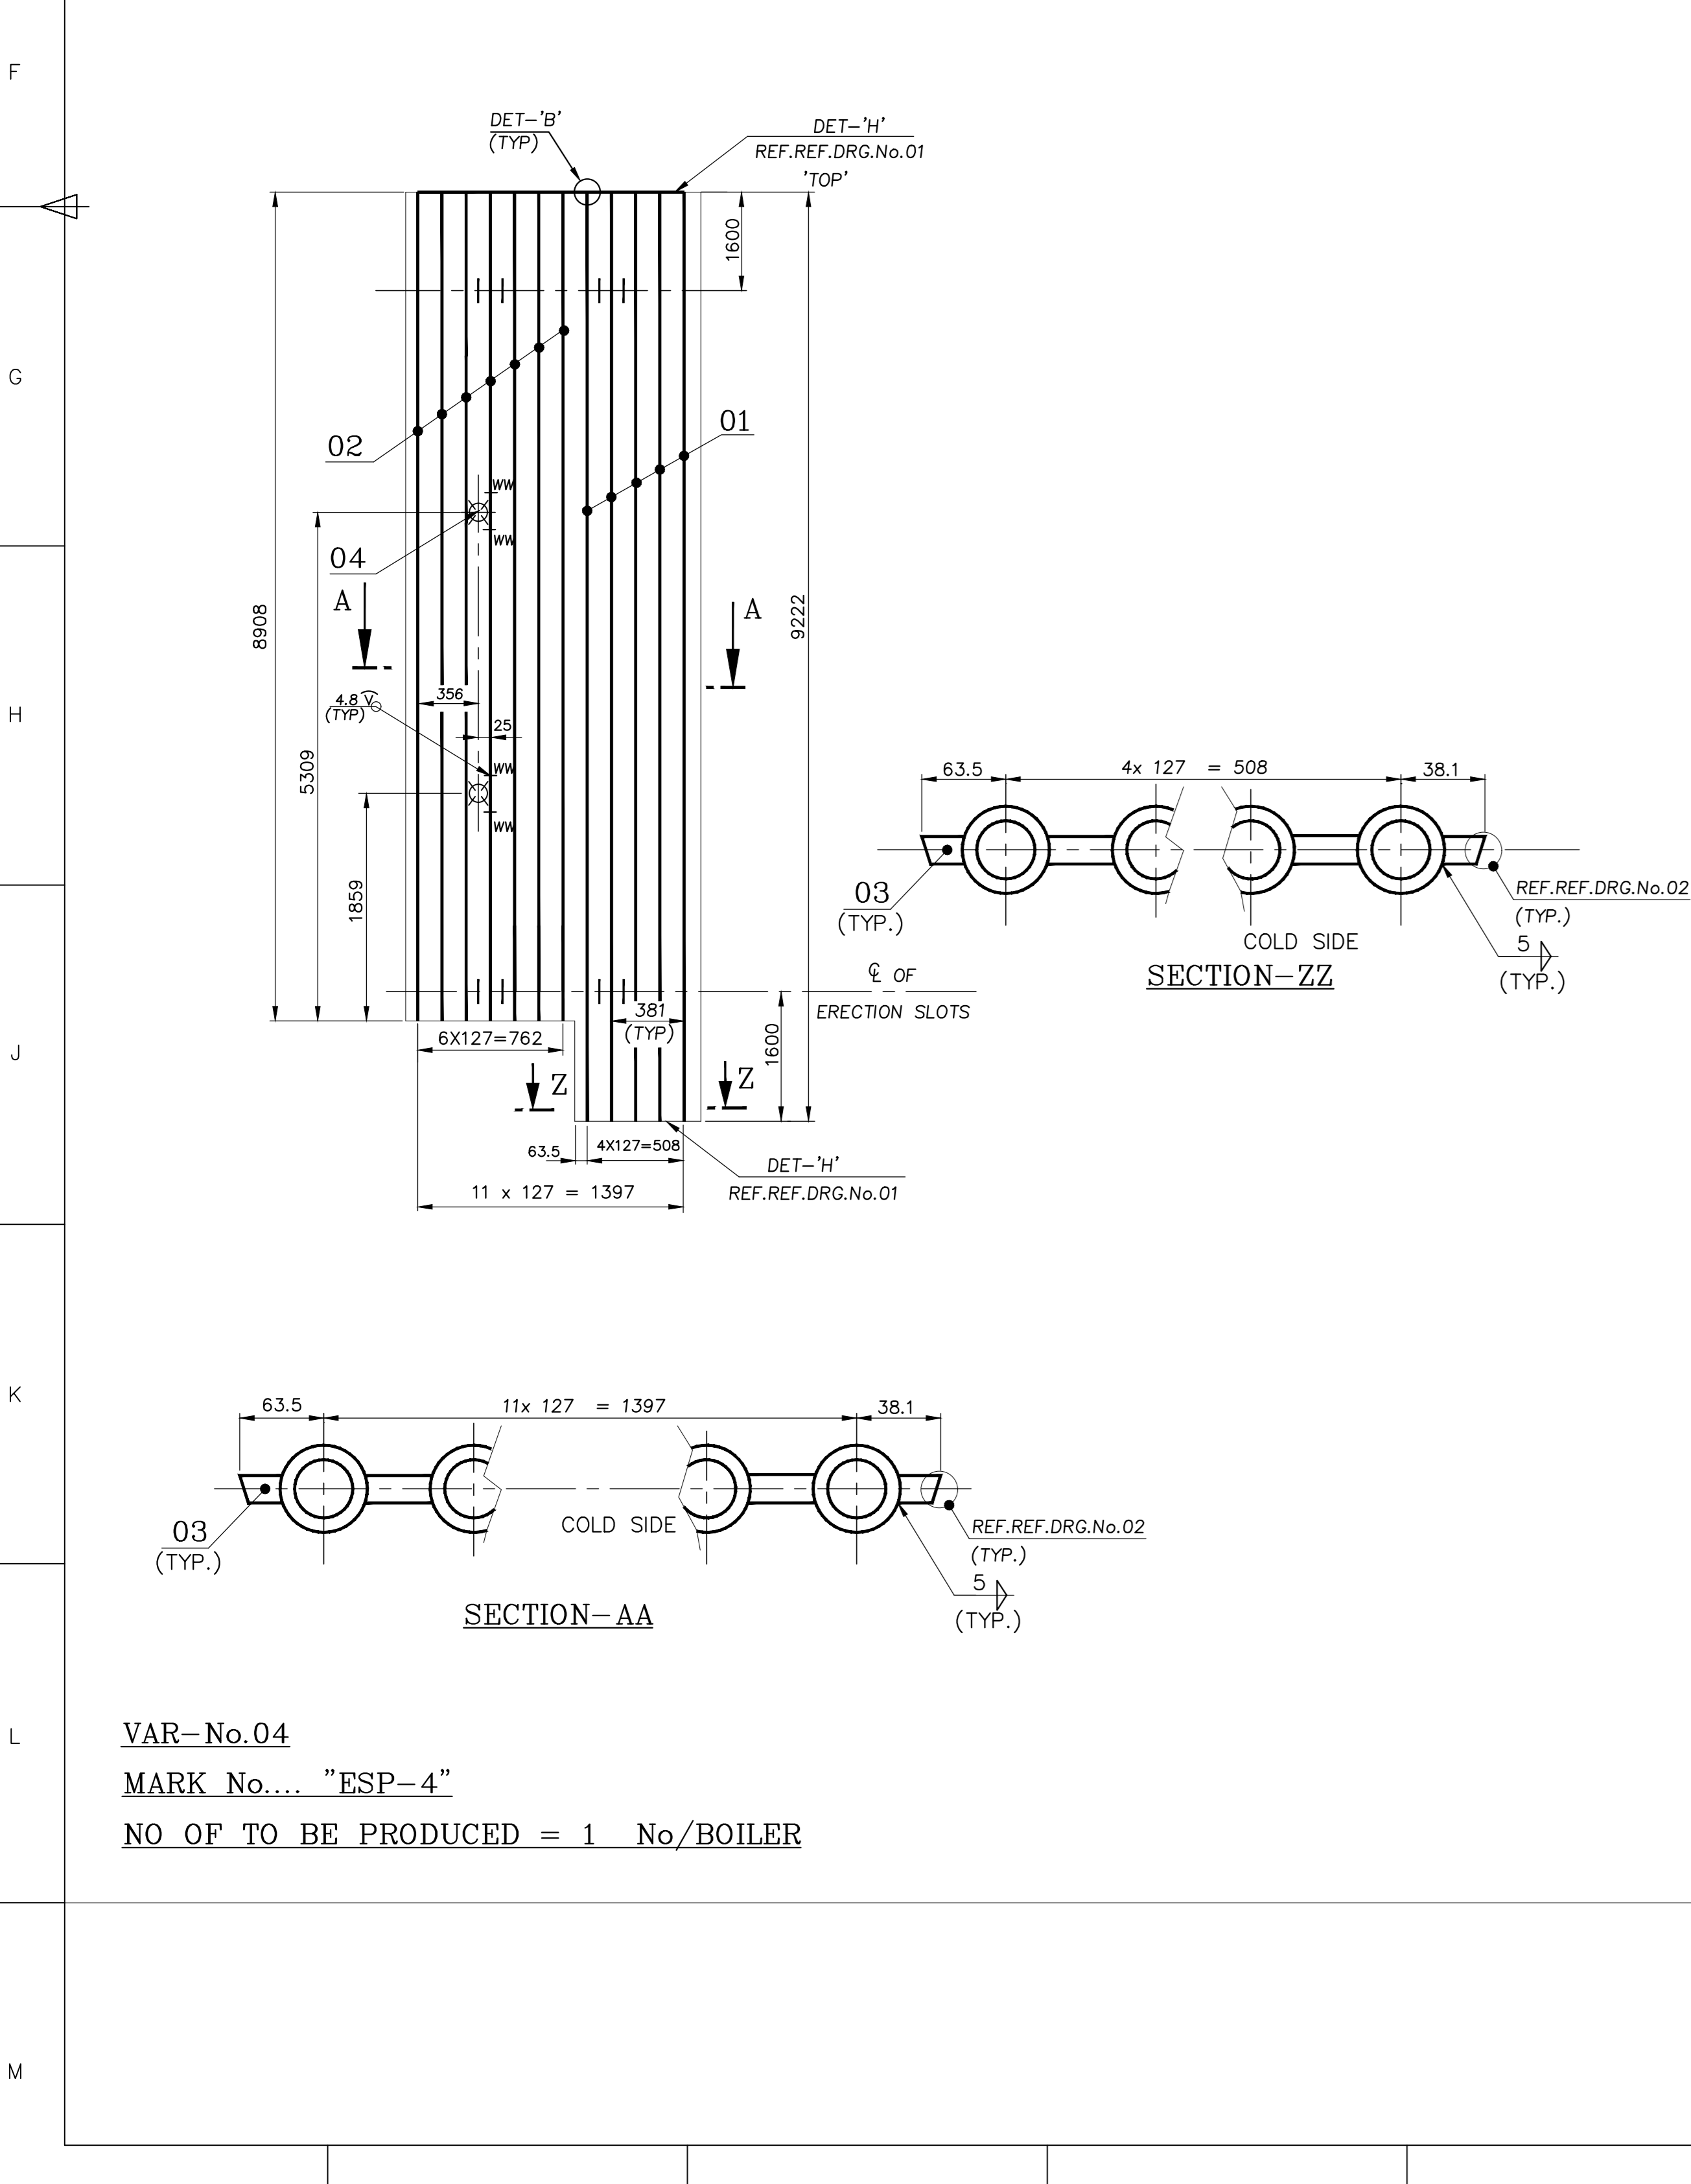 F
G
H
J
K
L
M
DET-'B'
(TYP)
DET-'H'
REF.REF.DRG.No.01
'TOP'
1600
02
01
WW
WW
04
A
A
8908
9222
356
4.8 V
(TYP)
25
5309
WW
WW
1859
℄ OF
ERECTION SLOTS
381
(TYP)
6X127=762
1600
Z
Z
63.5
4X127=508
DET-'H'
REF.REF.DRG.No.01
11 x 127 = 1397
63.5
4x 127 = 508
38.1
03
(TYP.)
REF.REF.DRG.No.02
(TYP.)
COLD SIDE
5
(TYP.)
SECTION-ZZ
63.5
11x 127 = 1397
38.1
03
(TYP.)
COLD SIDE
REF.REF.DRG.No.02
(TYP.)
5
(TYP.)
SECTION-AA
VAR-No.04
MARK No.... "ESP-4"
NO OF TO BE PRODUCED = 1 No/BOILER